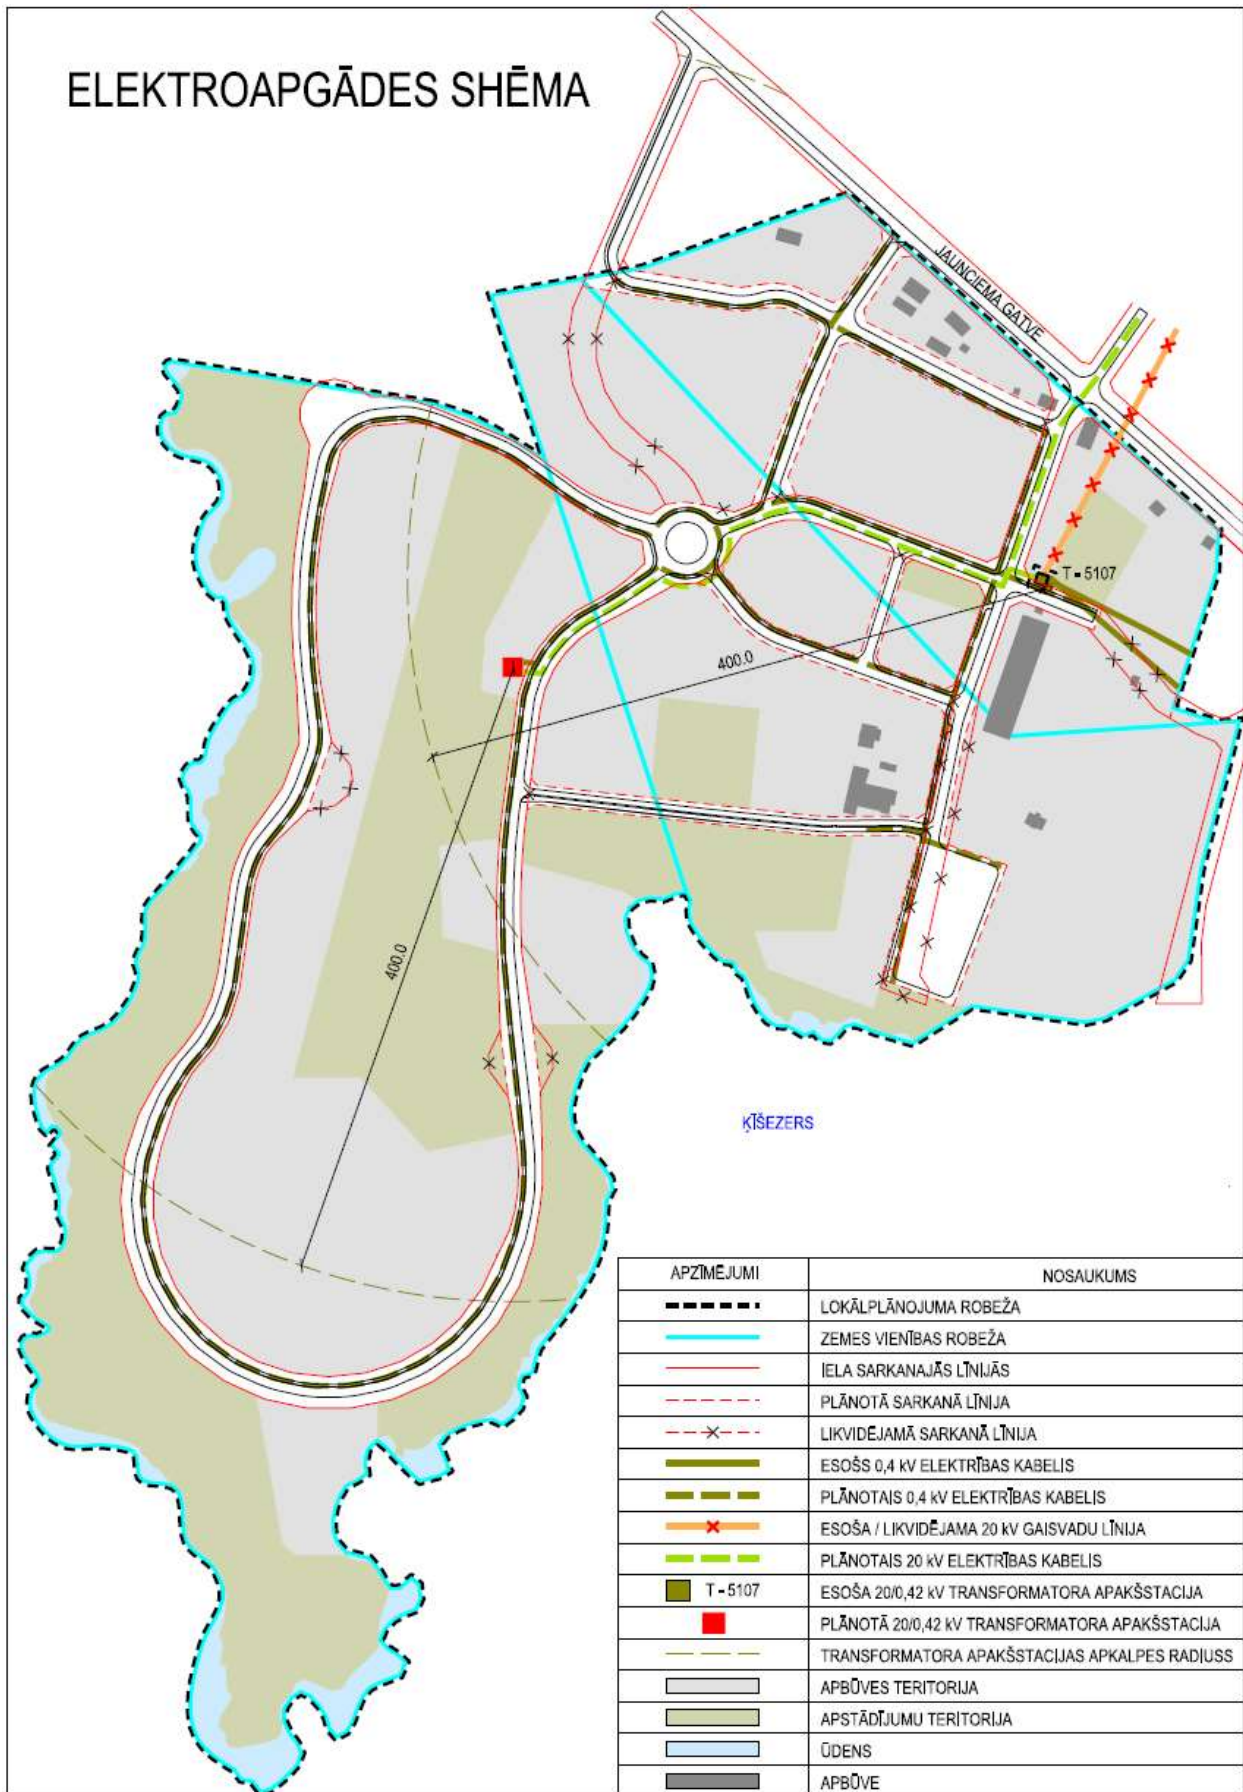 ELEKTROAPGĀDES SHĒMA
JAUNCIEMA GATVE
T-5107
400.0
400.0
ĶĪŠEZERS
APZĪMĒJUMI NOSAUKUMS
LOKĀLPLĀNOJUMA ROBEŽA
ZEMES VIENĪBAS ROBEŽA
IELA SARKANAJĀS LĪNIJĀS
PLĀNOTĀ SARKANĀ LĪNIJA
LIKVIDĒJAMĀ SARKANĀ LĪNIJA
ESOŠS 0,4 kV ELEKTRĪBAS KABELIS
PLĀNOTAIS 0,4 kV ELEKTRĪBAS KABELIS
ESOŠA / LIKVIDĒJAMA 20 kV GAISVADU LĪNIJA
PLĀNOTAIS 20 kV ELEKTRĪBAS KABELIS
T-5107 ESOŠA 20/0,42 kV TRANSFORMATORA APAKŠSTACIJA
PLĀNOTĀ 20/0,42 kV TRANSFORMATORA APAKŠSTACIJA
TRANSFORMATORA APAKŠSTACIJAS APKALPES RADIUSS
APBŪVES TERITORIJA
APSTĀDĪJUMU TERITORIJA
ŪDENS
APBŪVE